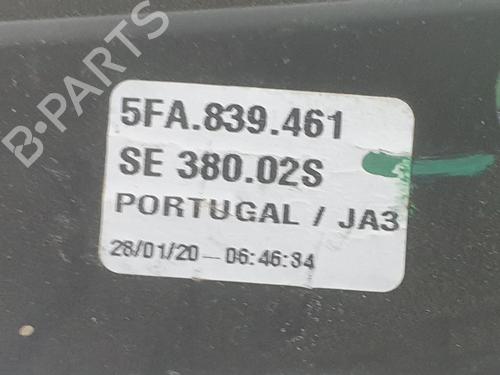 B-PARTS
5FA.839.461
SE 380.02S
PORTUGAL / JA3
28/01/20 - 06:46:34